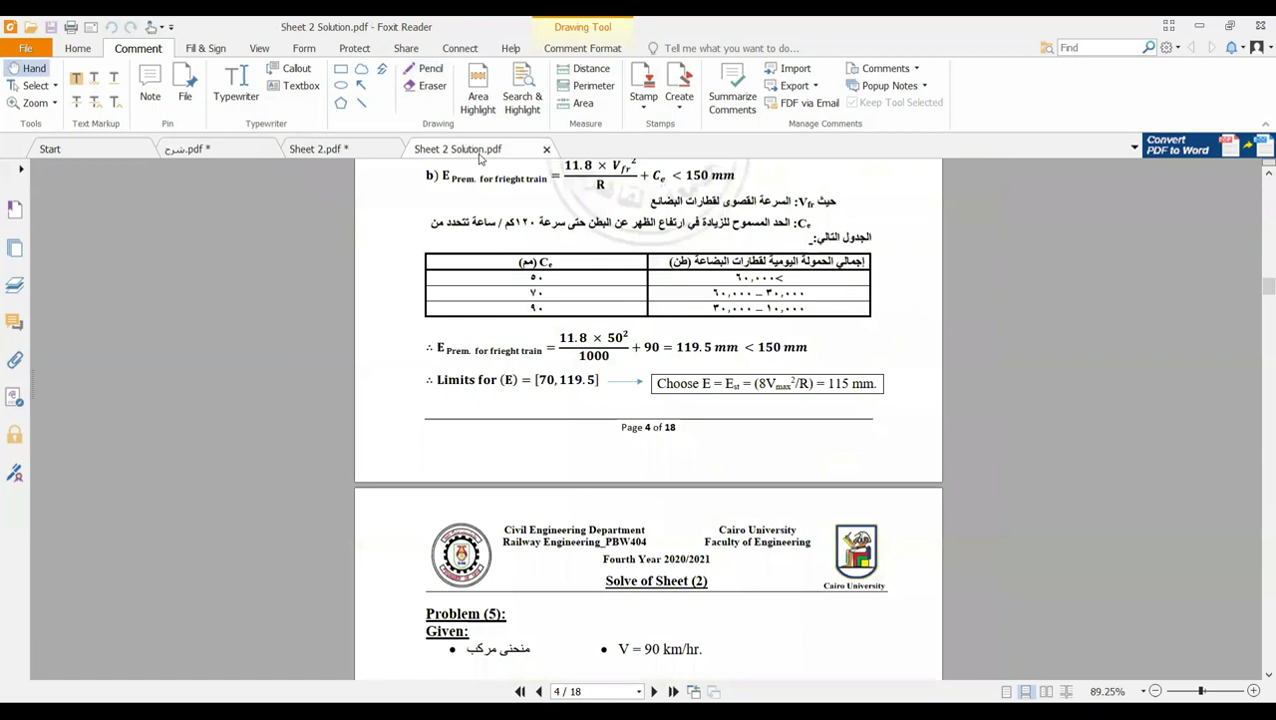 Sheet 2 Solution.pdf - Foxit Reader
Drawing Tool
File Home Comment Fill & Sign View Form Protect Share Connect Help Comment Format Tell me what you want to do... Find
Hand
Select
Zoom
Tools
Text Markup
Note
File
Pin
Typewriter
Callout
Textbox
Typewriter
Pencil
Eraser
Area Highlight
Search & Highlight
Drawing
Distance
Perimeter
Area
Measure
Stamp
Create
Stamps
Summarize Comments
Import
Export
FDF via Email
Comments
Popup Notes
Keep Tool Selected
Manage Comments
Start
شرح.pdf *
Sheet 2.pdf *
Sheet 2 Solution.pdf
Convert PDF to Word
b) E Prem. for frieght train = 11.8 × Vfr² / R + Ce < 150 mm
حيث Vfr: السرعة القصوى لقطارات البضائع
Ce: الحد المسموح للزيادة في ارتفاع الظهر عن البطن حتى سرعة ١٢٠كم / ساعة تتحدد من
الجدول التالي:-
إجمالي الحمولة اليومية لقطارات البضاعة (طن) Ce (مم)
>٦٠,٠٠٠ ٥٠
٣٠,٠٠٠ – ٦٠,٠٠٠ ٧٠
١٠,٠٠٠ – ٣٠,٠٠٠ ٩٠
∴ E Prem. for frieght train = 11.8 × 50² / 1000 + 90 = 119.5 mm < 150 mm
∴ Limits for (E) = [70, 119.5] Choose E = Est = (8Vmax²/R) = 115 mm.
Page 4 of 18
Civil Engineering Department Cairo University
Railway Engineering_PBW404 Faculty of Engineering
Fourth Year 2020/2021
Solve of Sheet (2)
Cairo University
Problem (5):
Given:
• منحنى مركب • V = 90 km/hr.
4 / 18
89.25%